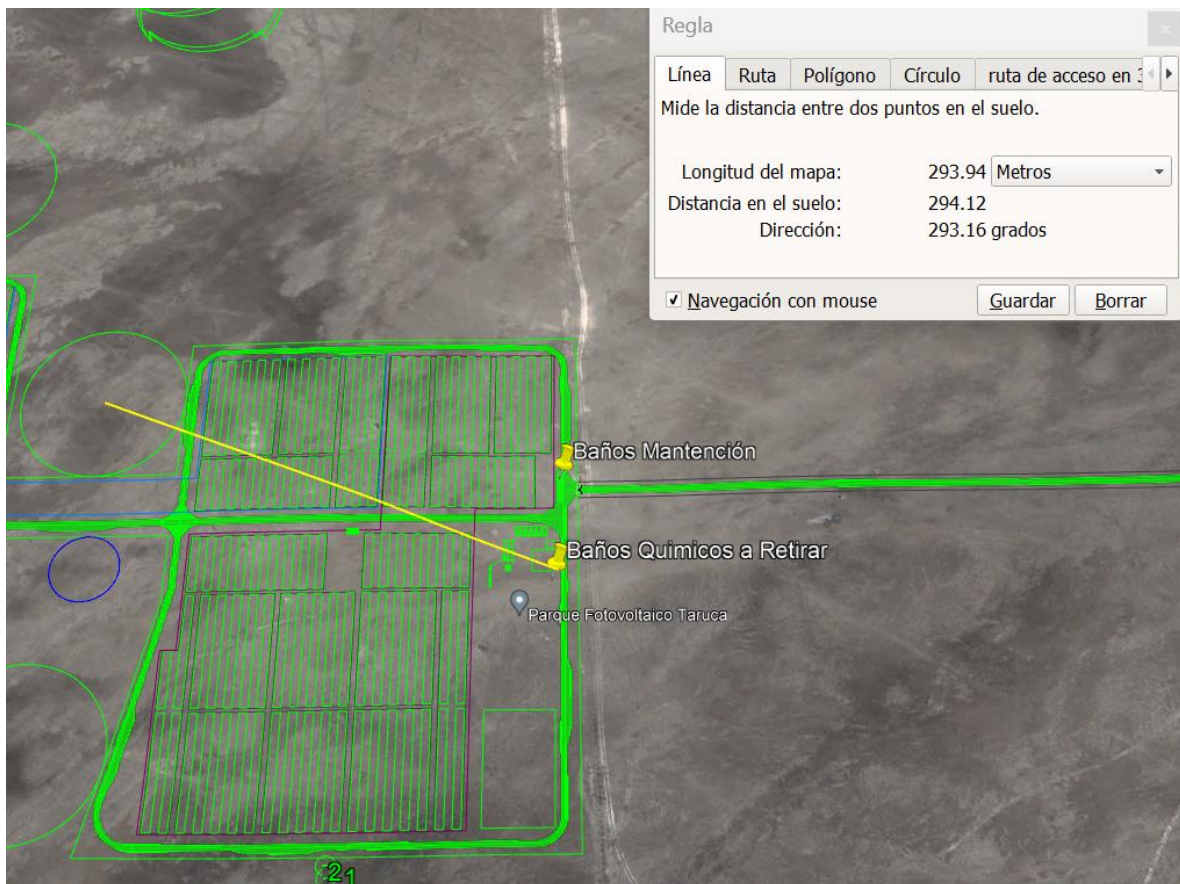 Regla
Línea
Ruta
Polígono
Círculo
ruta de acceso en 3
Mide la distancia entre dos puntos en el suelo.
Longitud del mapa: 293.94 Metros
Distancia en el suelo: 294.12
Dirección: 293.16 grados
Navegación con mouse
Guardar
Borrar
Baños Mantención
Baños Quimicos a Retirar
Parque Fotovoltaico Taruca
21